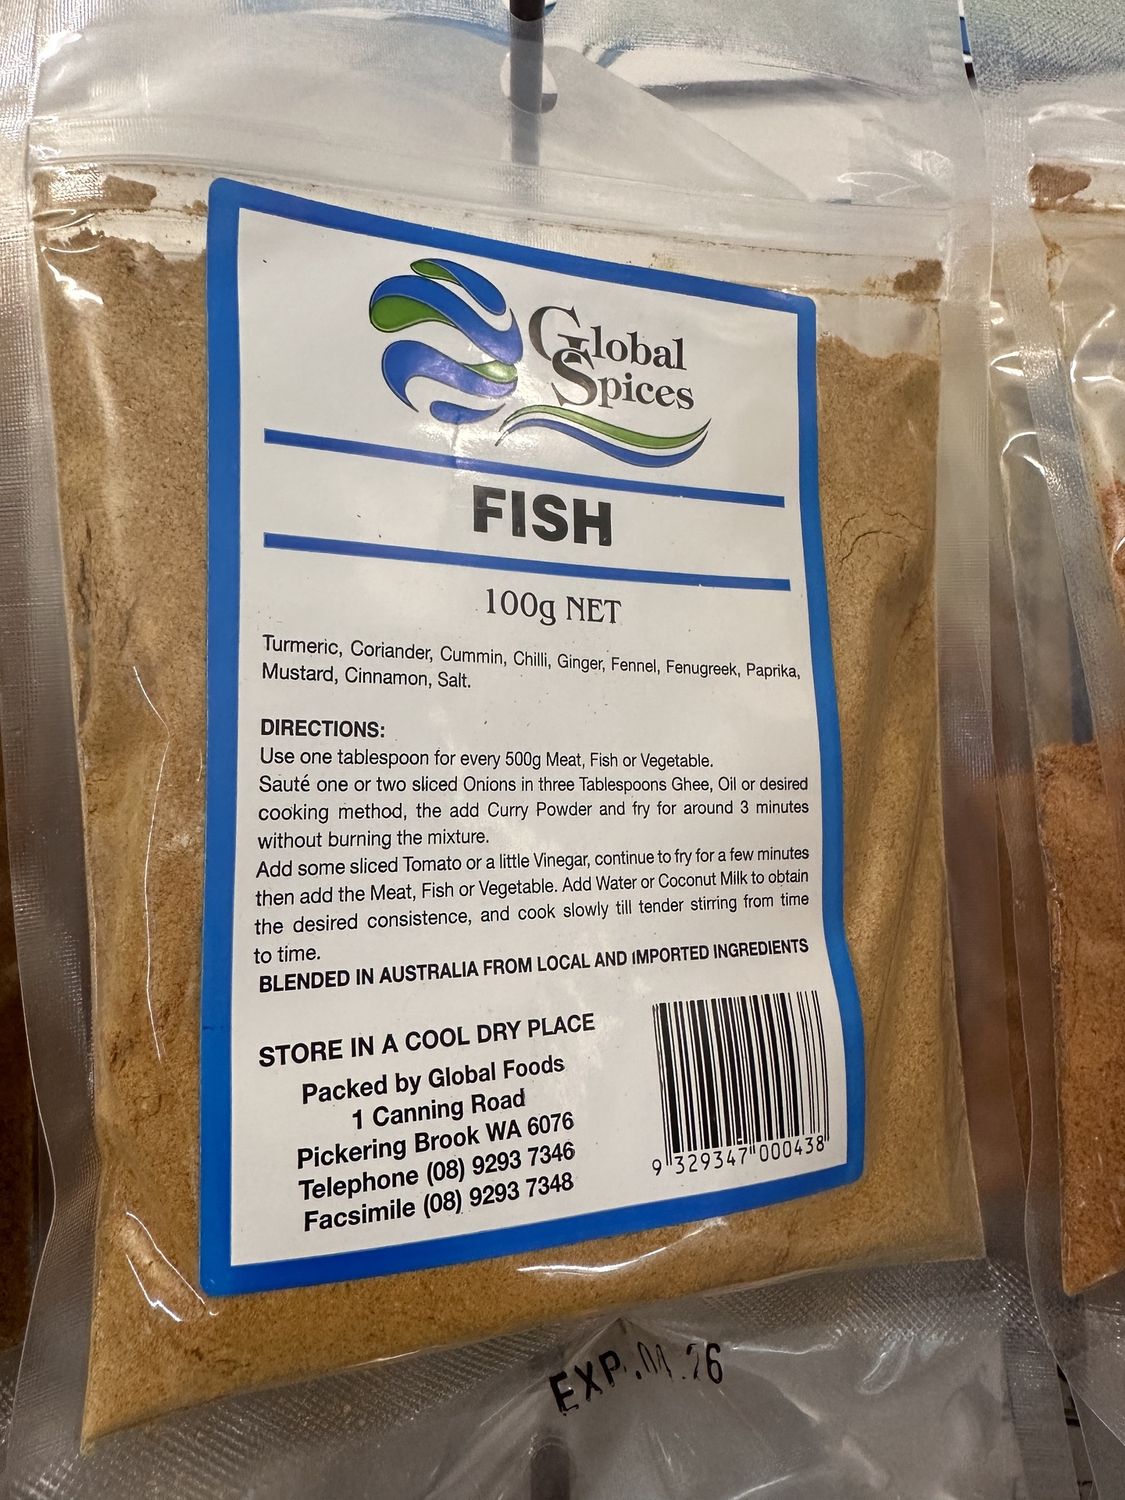 Global
Spices
FISH
100g NET
Turmeric, Coriander, Cummin, Chilli, Ginger, Fennel, Fenugreek, Paprika,
Mustard, Cinnamon, Salt.
DIRECTIONS:
Use one tablespoon for every 500g Meat, Fish or Vegetable.
Sauté one or two sliced Onions in three Tablespoons Ghee, Oil or desired
cooking method, the add Curry Powder and fry for around 3 minutes
without burning the mixture.
Add some sliced Tomato or a little Vinegar, continue to fry for a few minutes
then add the Meat, Fish or Vegetable. Add Water or Coconut Milk to obtain
the desired consistence, and cook slowly till tender stirring from time
to time.
BLENDED IN AUSTRALIA FROM LOCAL AND IMPORTED INGREDIENTS
STORE IN A COOL DRY PLACE
Packed by Global Foods
1 Canning Road
Pickering Brook WA 6076
Telephone (08) 9293 7346
Facsimile (08) 9293 7348
9 329347 000438
EXP.